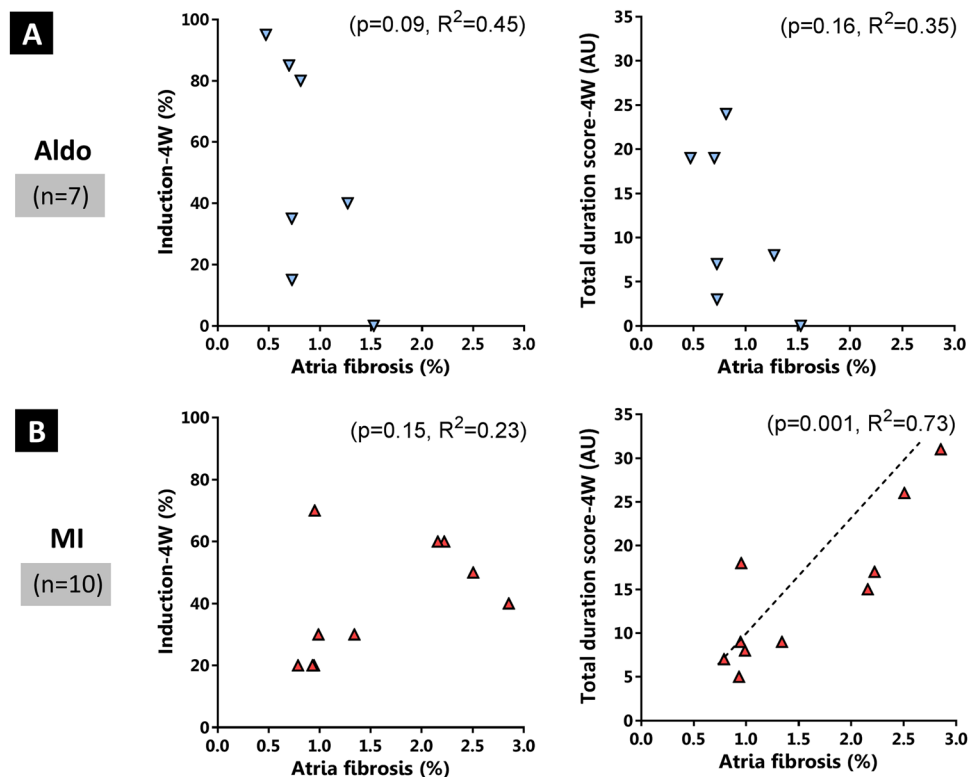 A
Aldo
(n=7)
(p=0.09, R²=0.45)
Induction-4W (%)
100
80
60
40
20
0
0.0 0.5 1.0 1.5 2.0 2.5 3.0
Atria fibrosis (%)
(p=0.16, R²=0.35)
Total duration score-4W (AU)
35
30
25
20
15
10
5
0
0.0 0.5 1.0 1.5 2.0 2.5 3.0
Atria fibrosis (%)
B
MI
(n=10)
(p=0.15, R²=0.23)
Induction-4W (%)
100
80
60
40
20
0
0.0 0.5 1.0 1.5 2.0 2.5 3.0
Atria fibrosis (%)
(p=0.001, R²=0.73)
Total duration score-4W (AU)
35
30
25
20
15
10
5
0
0.0 0.5 1.0 1.5 2.0 2.5 3.0
Atria fibrosis (%)